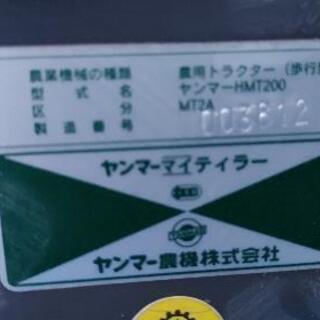 農業機械の種類 農用トラクター（歩行
型式名 ヤンマーHMT200
区分 MT2A
製造番号 003812
ヤンマーマイティラー
ヤンマー農機株式会社